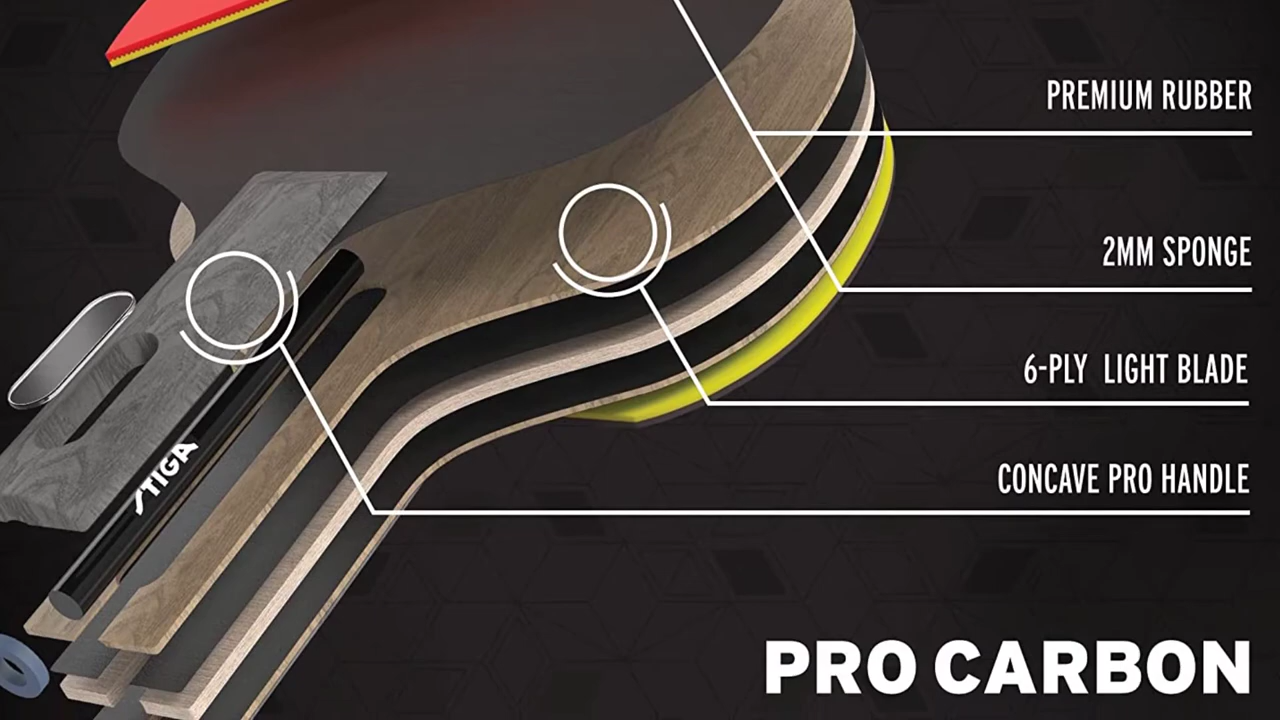 PREMIUM RUBBER
2MM SPONGE
6-PLY LIGHT BLADE
CONCAVE PRO HANDLE
STIGA
PRO CARBON